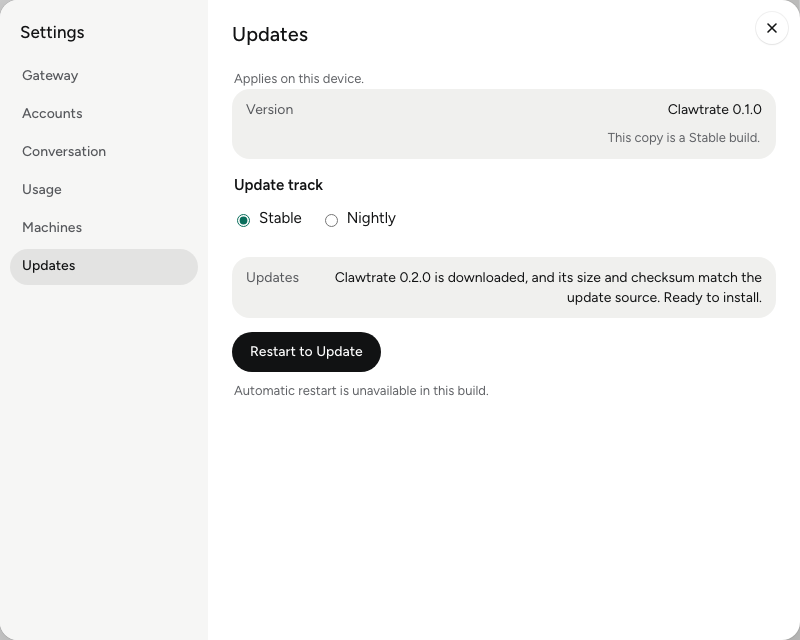 Settings
Gateway
Accounts
Conversation
Usage
Machines
Updates
Updates
Applies on this device.
Version
Clawtrate 0.1.0
This copy is a Stable build.
Update track
Stable
Nightly
Updates
Clawtrate 0.2.0 is downloaded, and its size and checksum match the
update source. Ready to install.
Restart to Update
Automatic restart is unavailable in this build.